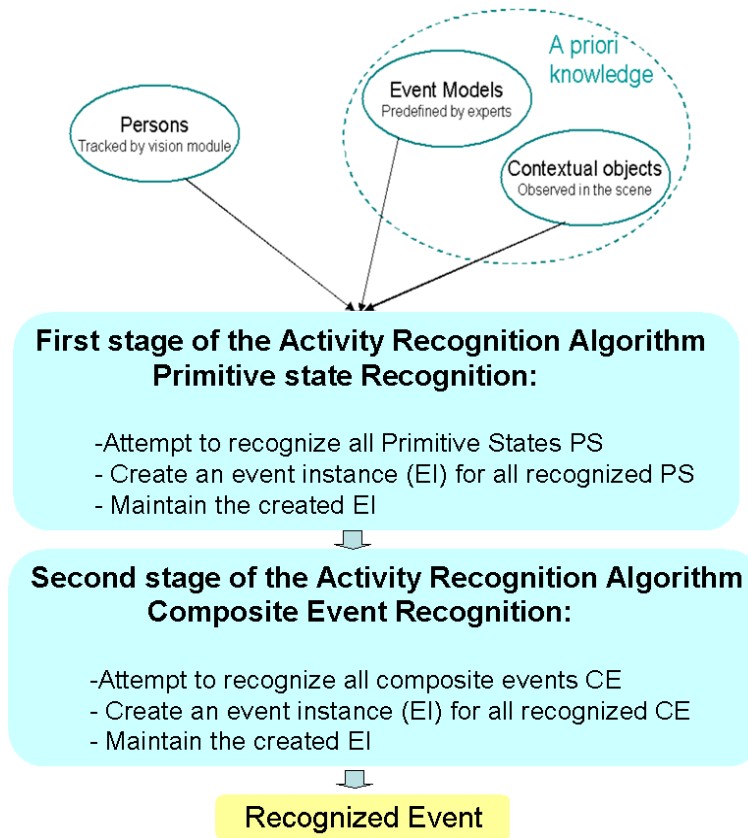 A priori
knowledge
Event Models
Predefined by experts
Persons
Tracked by vision module
Contextual objects
Observed in the scene
First stage of the Activity Recognition Algorithm
Primitive state Recognition:
-Attempt to recognize all Primitive States PS
- Create an event instance (EI) for all recognized PS
- Maintain the created EI
Second stage of the Activity Recognition Algorithm
Composite Event Recognition:
-Attempt to recognize all composite events CE
- Create an event instance (EI) for all recognized CE
- Maintain the created EI
Recognized Event